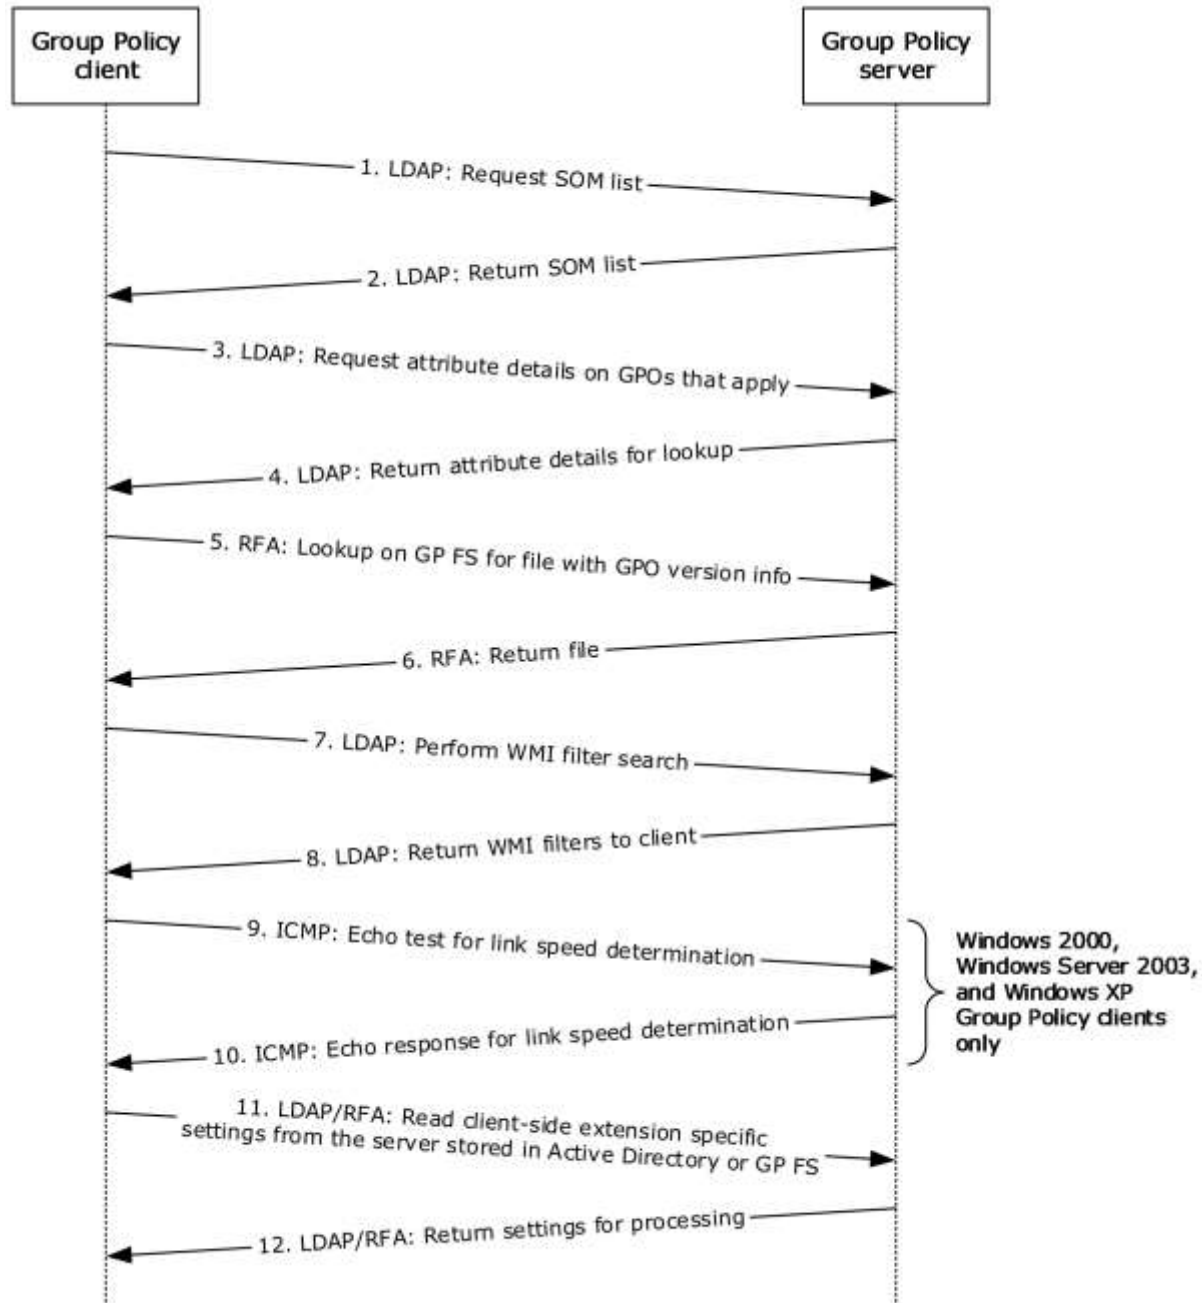 Group Policy
client
Group Policy
server
1. LDAP: Request SOM list
2. LDAP: Return SOM list
3. LDAP: Request attribute details on GPOs that apply
4. LDAP: Return attribute details for lookup
5. RFA: Lookup on GP FS for file with GPO version info
6. RFA: Return file
7. LDAP: Perform WMI filter search
8. LDAP: Return WMI filters to client
9. ICMP: Echo test for link speed determination
Windows 2000,
Windows Server 2003,
and Windows XP
Group Policy clients
only
10. ICMP: Echo response for link speed determination
11. LDAP/RFA: Read client-side extension specific
settings from the server stored in Active Directory or GP FS
12. LDAP/RFA: Return settings for processing